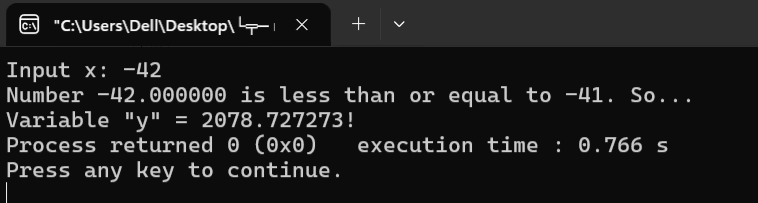 "C:\Users\Dell\Desktop\
Input x: -42
Number -42.000000 is less than or equal to -41. So...
Variable "y" = 2078.727273!
Process returned 0 (0x0)   execution time : 0.766 s
Press any key to continue.